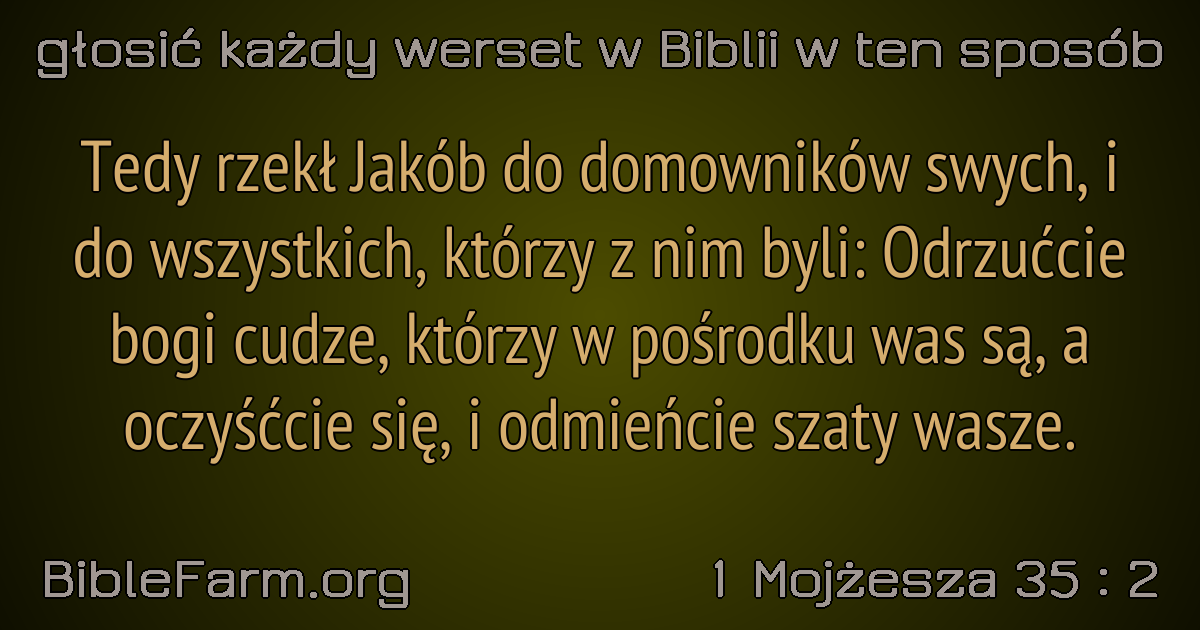 głosić każdy werset w Biblii w ten sposób
Tedy rzekł Jakób do domowników swych, i
do wszystkich, którzy z nim byli: Odrzućcie
bogi cudze, którzy w pośrodku was są, a
oczyśćcie się, i odmieńcie szaty wasze.
BibleFarm.org
1 Mojżesza 35 : 2